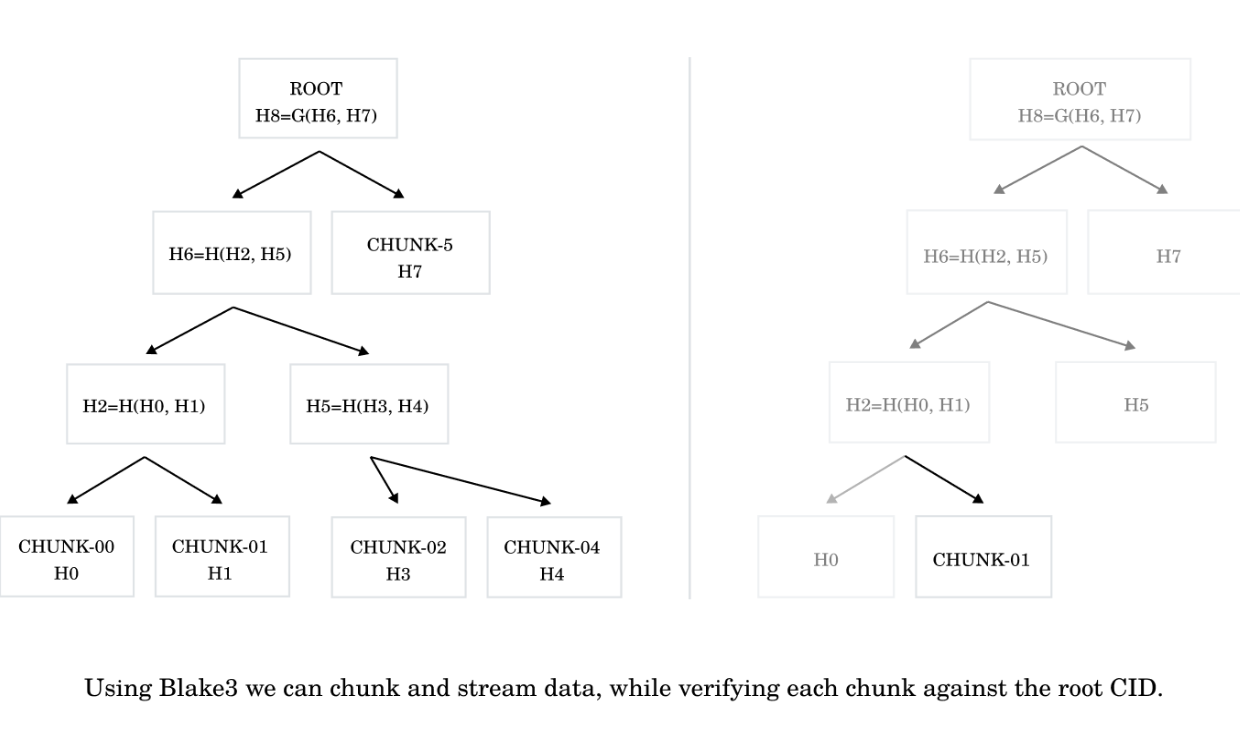 ROOT
H8=G(H6, H7)
H6=H(H2, H5)
CHUNK-5
H7
H2=H(H0, H1)
H5=H(H3, H4)
CHUNK-00
H0
CHUNK-01
H1
CHUNK-02
H3
CHUNK-04
H4
ROOT
H8=G(H6, H7)
H6=H(H2, H5)
H7
H2=H(H0, H1)
H5
H0
CHUNK-01
Using Blake3 we can chunk and stream data, while verifying each chunk against the root CID.